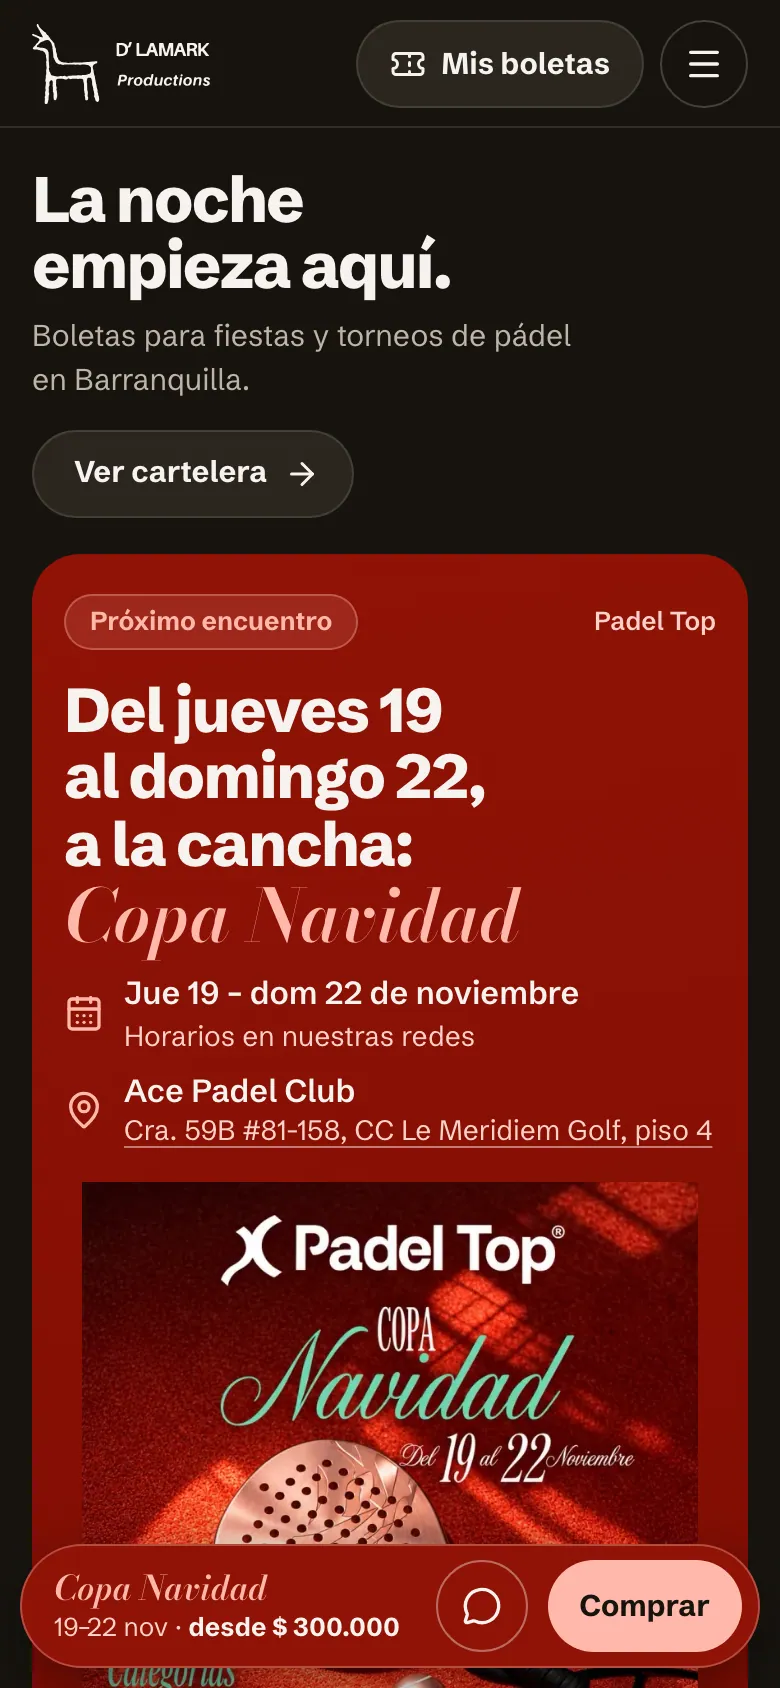 D' LAMARK
Productions
Mis boletas
La noche
empieza aquí.
Boletas para fiestas y torneos de pádel
en Barranquilla.
Ver cartelera
Próximo encuentro
Padel Top
Del jueves 19
al domingo 22,
a la cancha:
Copa Navidad
Jue 19 – dom 22 de noviembre
Horarios en nuestras redes
Ace Padel Club
Cra. 59B #81-158, CC Le Meridiem Golf, piso 4
Padel Top®
COPA
Navidad
Del 19 al 22 Noviembre
Copa Navidad
19–22 nov · desde $ 300.000
Comprar
Categorías